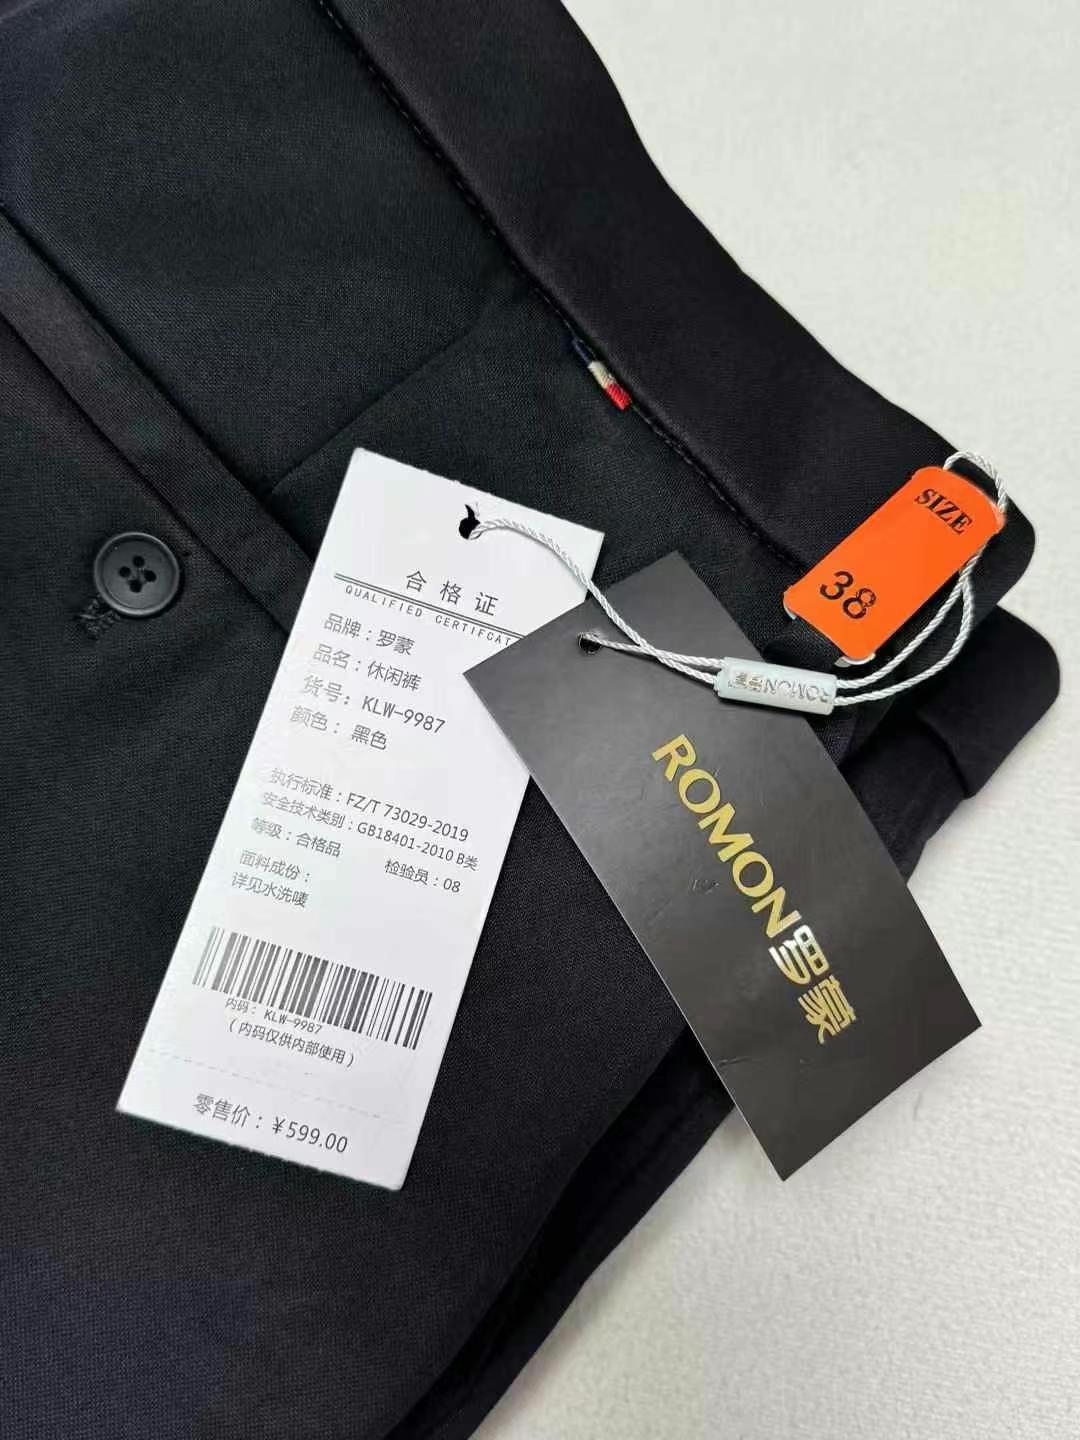 合格证
QUALIFIED CERTIFCAT
品牌：罗蒙
品名：休闲裤
货号：KLW-9987
颜色：黑色
执行标准：FZ/T 73029-2019
安全技术类别：GB18401-2010 B类
等级：合格品 检验员：08
面料成份：
详见水洗唛
内码：KLW-9987
（内码仅供内部使用）
零售价：￥599.00
ROMON罗蒙
SIZE
38
ROMON